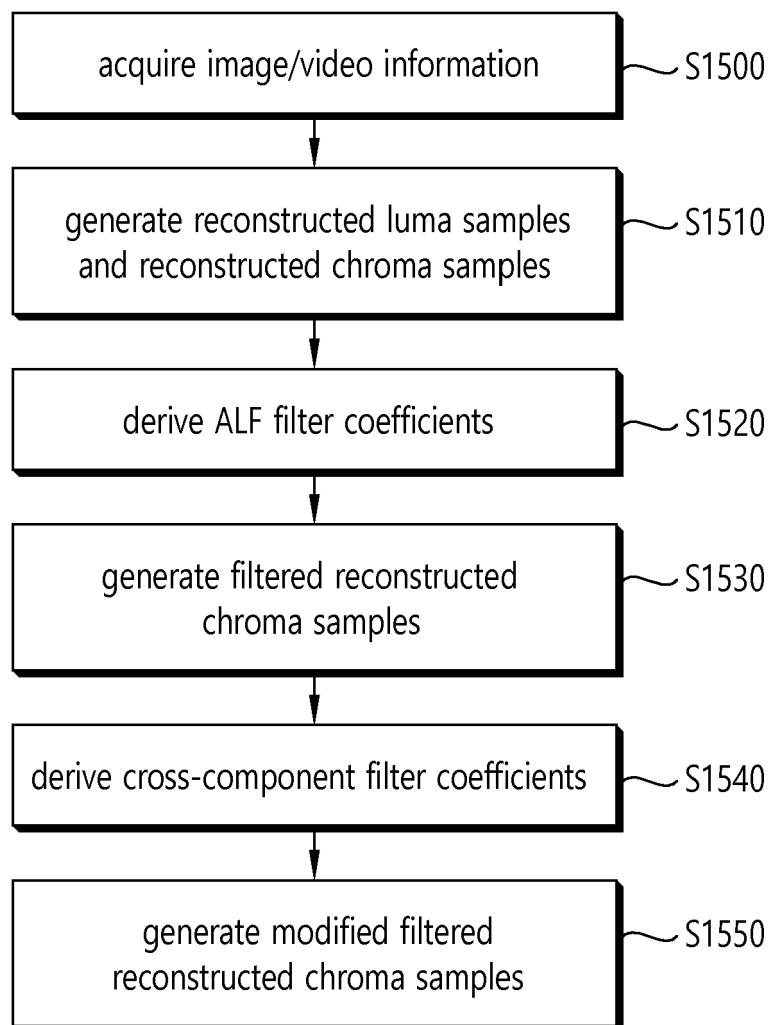 acquire image/video information
S1500
generate reconstructed luma samples
and reconstructed chroma samples
S1510
derive ALF filter coefficients
S1520
generate filtered reconstructed
chroma samples
S1530
derive cross-component filter coefficients
S1540
generate modified filtered
reconstructed chroma samples
S1550